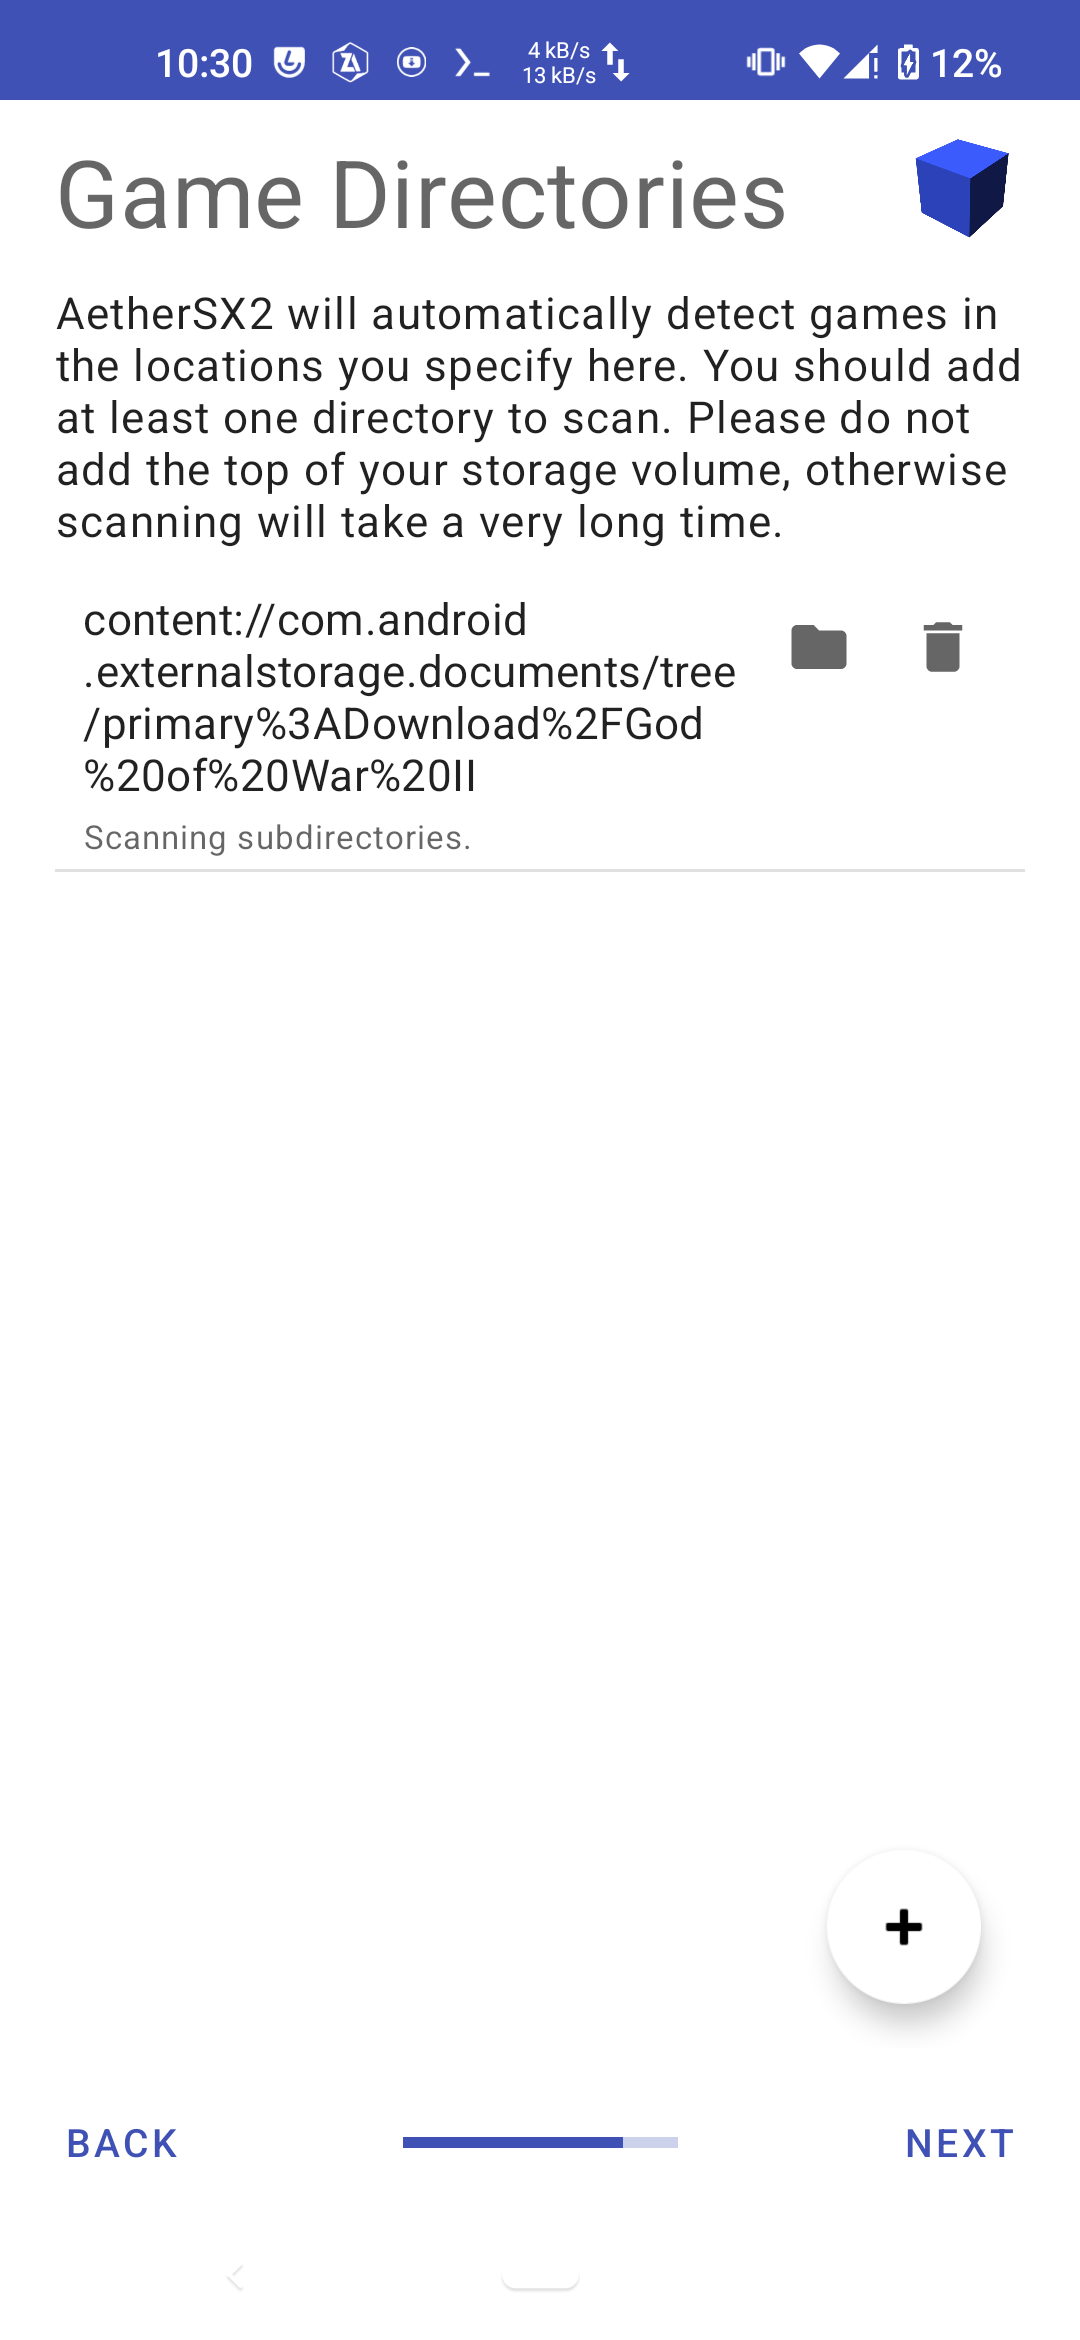 10:30 4 kB/s 13 kB/s 12%
Game Directories
AetherSX2 will automatically detect games in
the locations you specify here. You should add
at least one directory to scan. Please do not
add the top of your storage volume, otherwise
scanning will take a very long time.
content://com.android
.externalstorage.documents/tree
/primary%3ADownload%2FGod
%20of%20War%20II
Scanning subdirectories.
BACK NEXT